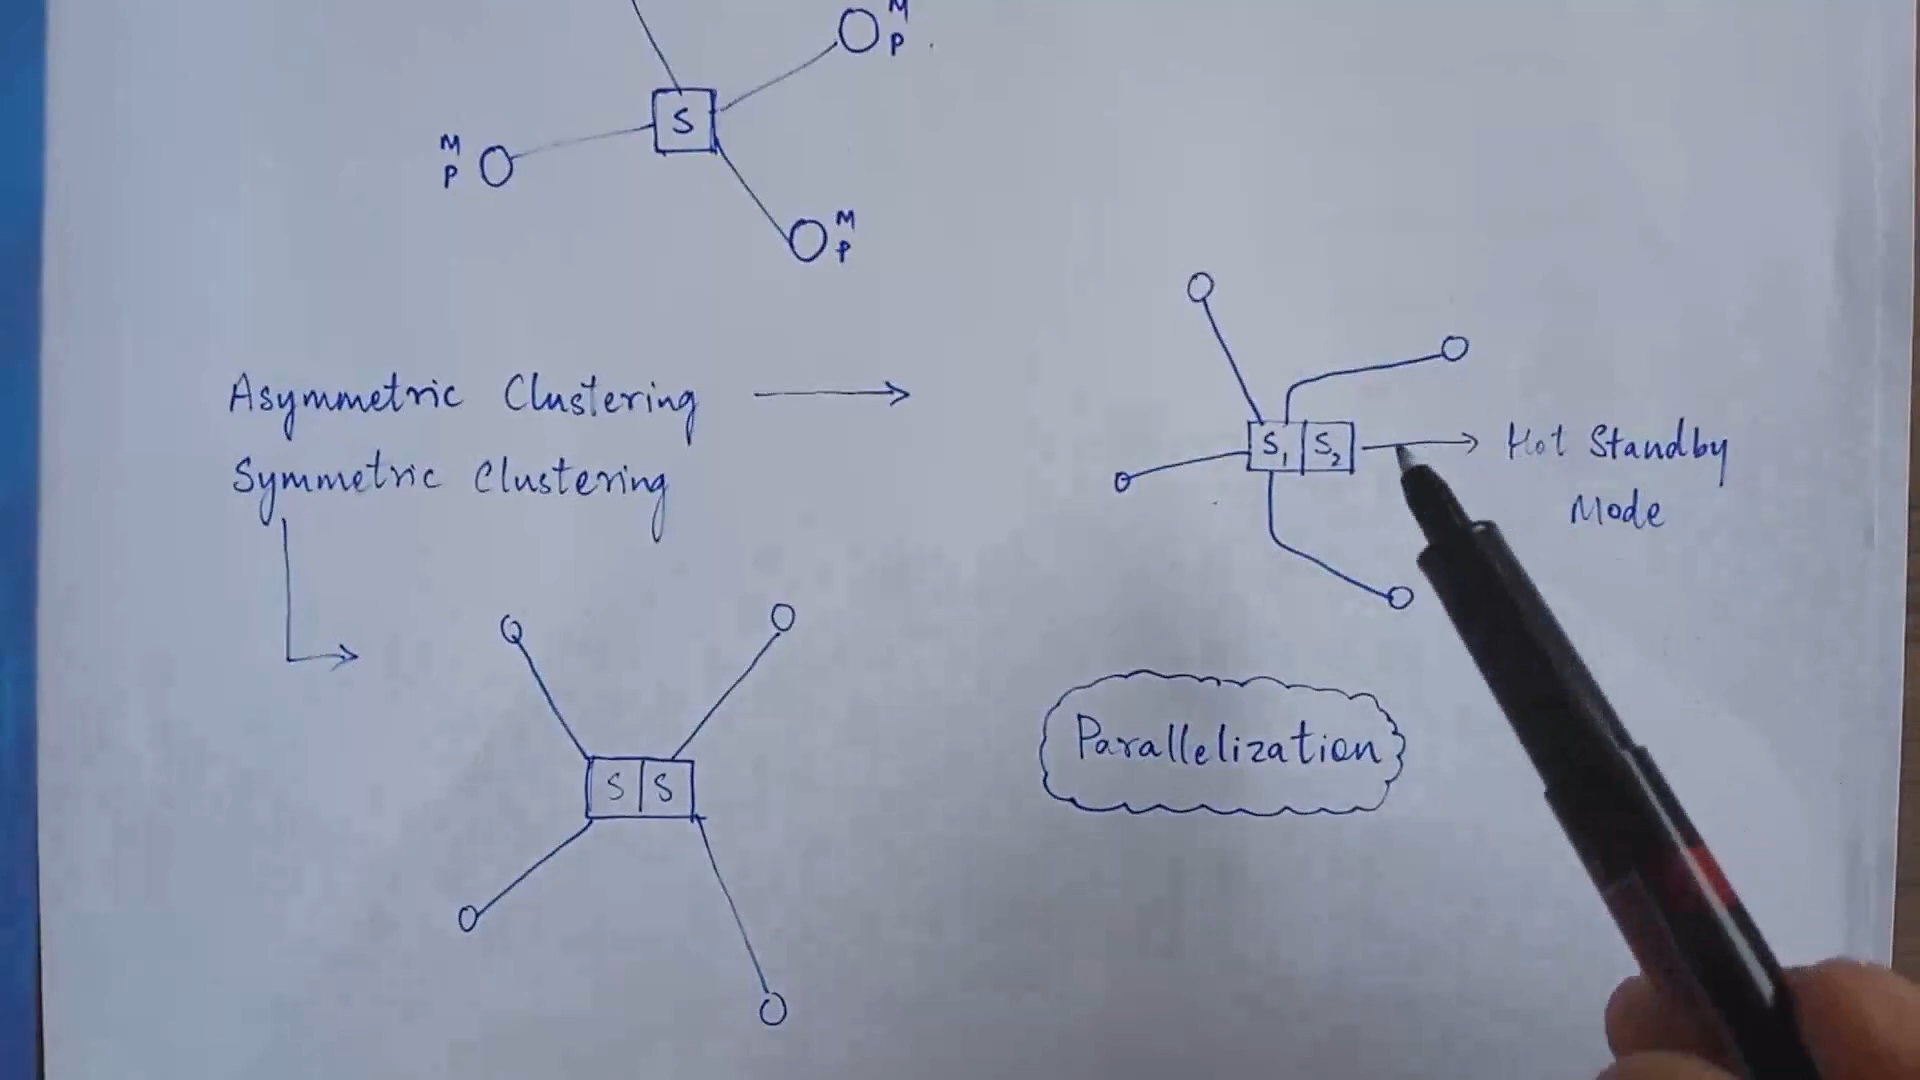 M
P
S
M
P
M
P
Asymmetric Clustering
Symmetric Clustering
S₁ S₂
Hot Standby
Mode
S S
Parallelization